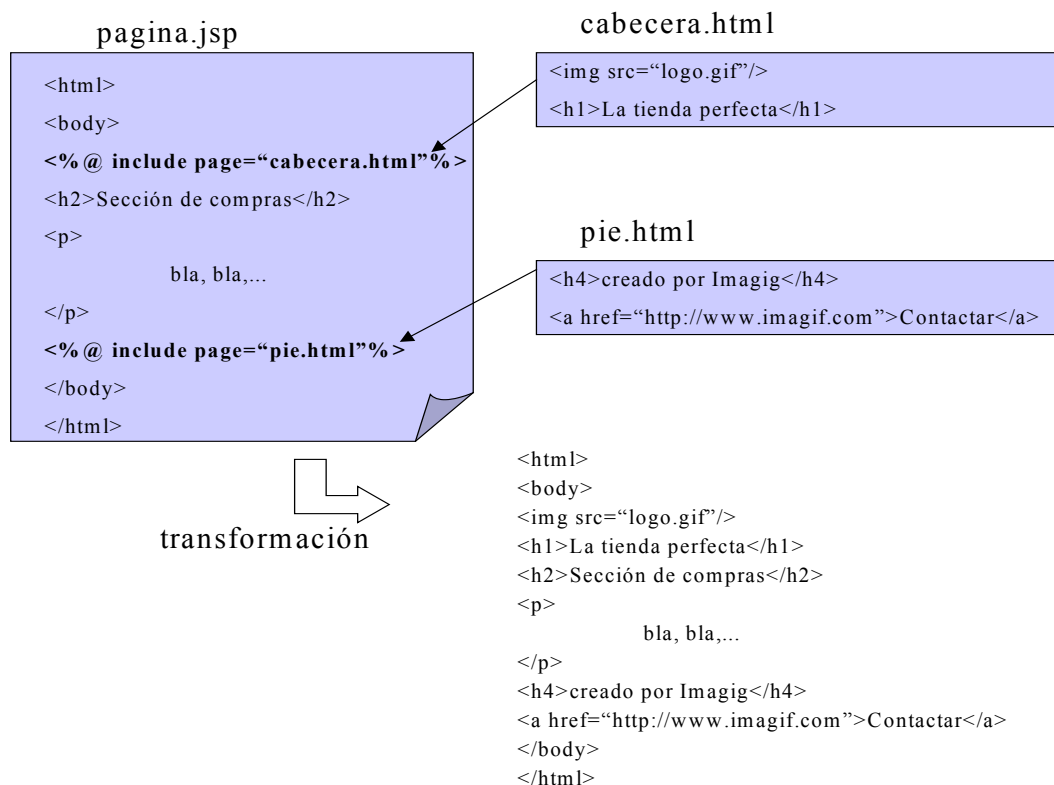 pagina.jsp
<html>
<body>
<%@ include page=“cabecera.html”%>
<h2>Sección de compras</h2>
<p>
bla, bla,...
</p>
<%@ include page=“pie.html”%>
</body>
</html>
cabecera.html
<img src=“logo.gif”/>
<h1>La tienda perfecta</h1>
pie.html
<h4>creado por Imagig</h4>
<a href=“http://www.imagif.com”>Contactar</a>
transformación
<html>
<body>
<img src=“logo.gif”/>
<h1>La tienda perfecta</h1>
<h2>Sección de compras</h2>
<p>
bla, bla,...
</p>
<h4>creado por Imagig</h4>
<a href=“http://www.imagif.com”>Contactar</a>
</body>
</html>